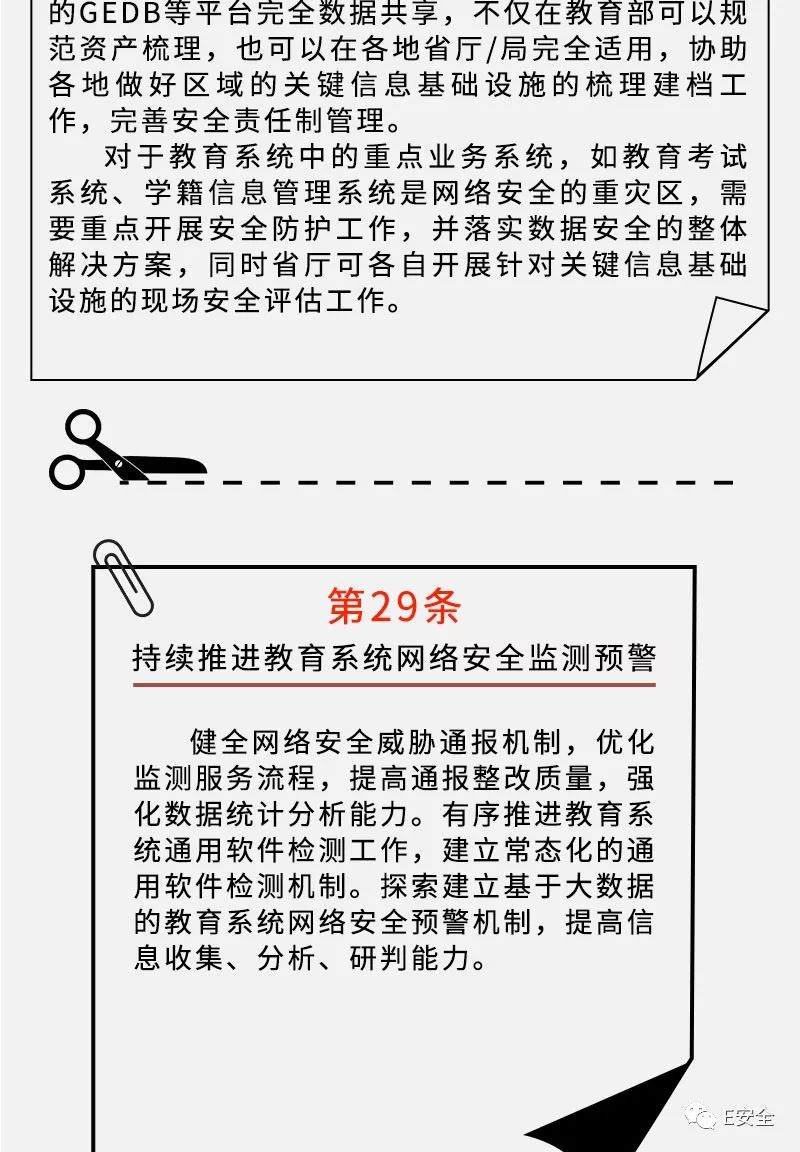 的GEDB等平台完全数据共享，不仅在教育部可以规
范资产梳理，也可以在各地省厅/局完全适用，协助
各地做好区域的关键信息基础设施的梳理建档工
作，完善安全责任制管理。
对于教育系统中的重点业务系统，如教育考试
系统、学籍信息管理系统是网络安全的重灾区，需
要重点开展安全防护工作，并落实数据安全的整体
解决方案，同时省厅可各自开展针对关键信息基础
设施的现场安全评估工作。
第29条
持续推进教育系统网络安全监测预警
健全网络安全威胁通报机制，优化
监测服务流程，提高通报整改质量，强
化数据统计分析能力。有序推进教育系
统通用软件检测工作，建立常态化的通
用软件检测机制。探索建立基于大数据
的教育系统网络安全预警机制，提高信
息收集、分析、研判能力。
E安全